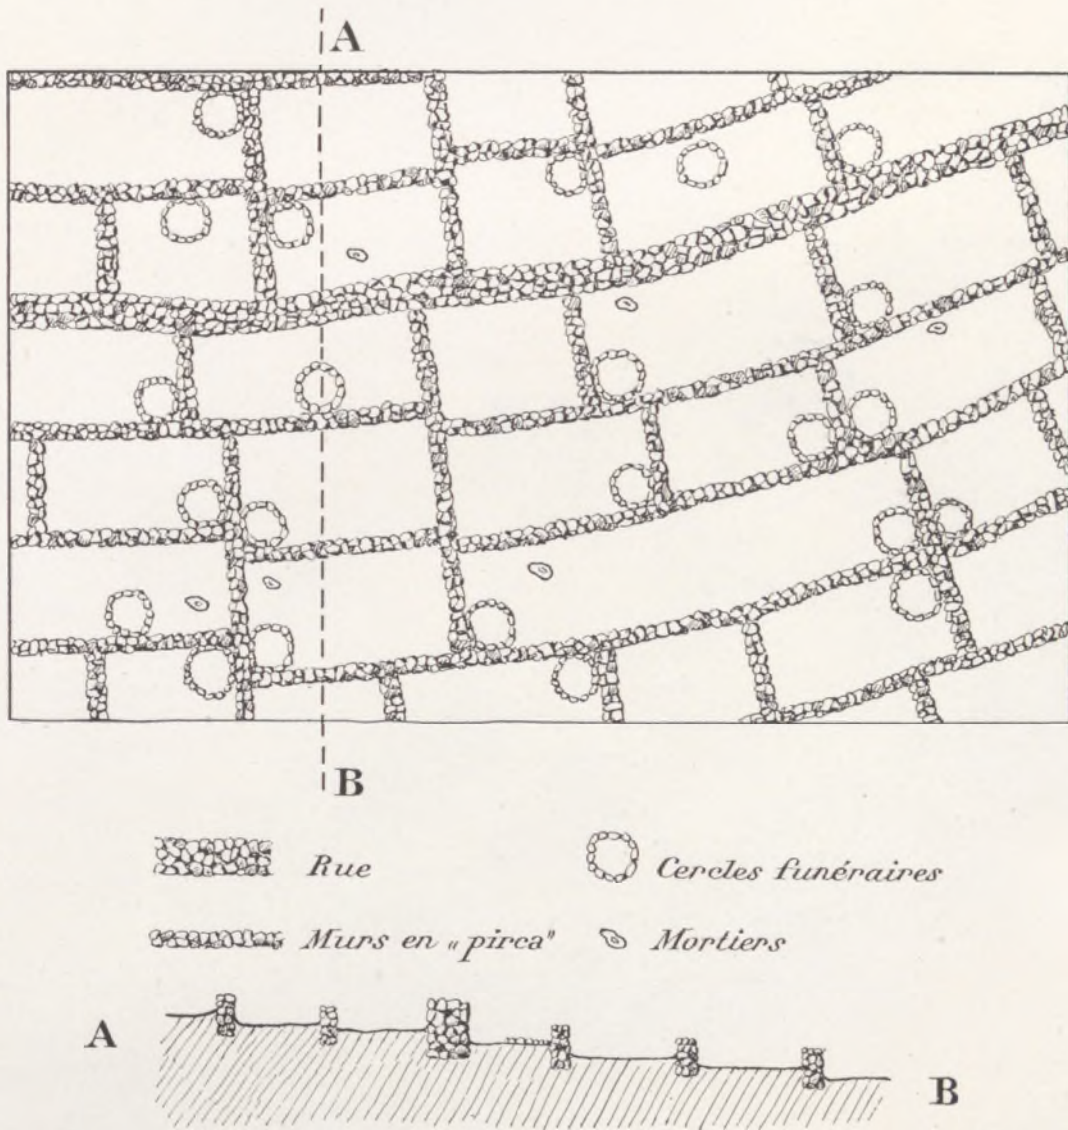 A
B
Rue
Cercles funéraires
Murs en „pirca"
Mortiers
A
B